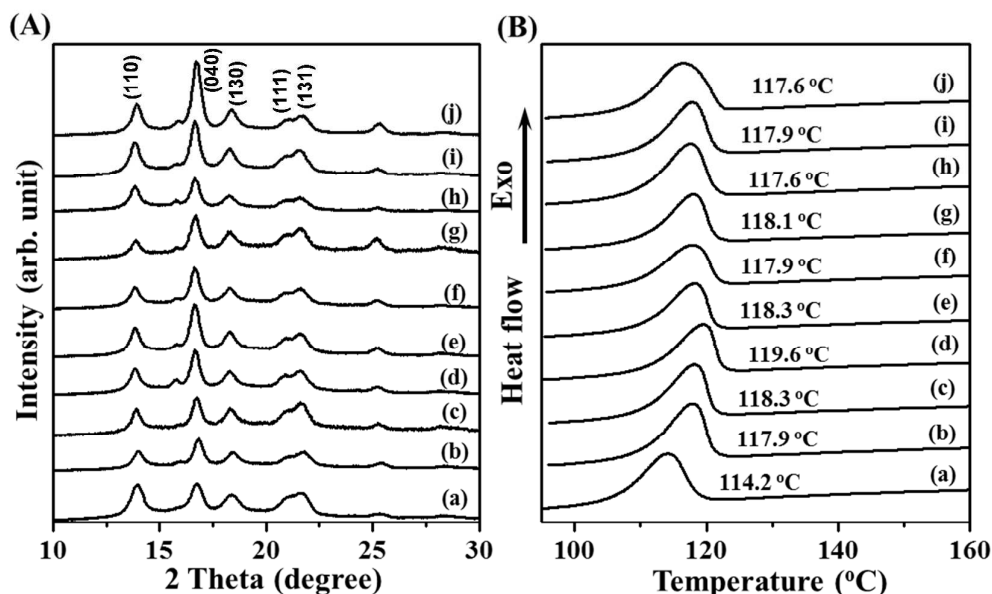 (A)
(110)
(040)
(130)
(111)
(131)
(j)
(i)
(h)
(g)
(f)
(e)
(d)
(c)
(b)
(a)
Intensity (arb. unit)
10 15 20 25 30
2 Theta (degree)
(B)
117.6 °C (j)
117.9 °C (i)
117.6 °C (h)
118.1 °C (g)
117.9 °C (f)
118.3 °C (e)
119.6 °C (d)
118.3 °C (c)
117.9 °C (b)
114.2 °C (a)
Heat flow
Exo
100 120 140 160
Temperature (°C)